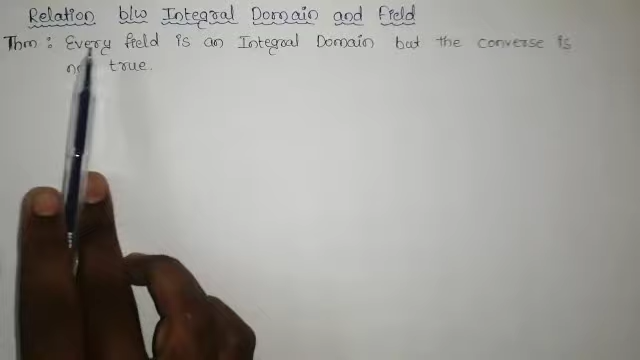 Relation b/w Integral Domain and Field
Thm : Every field is an Integral Domain but the converse is
true.